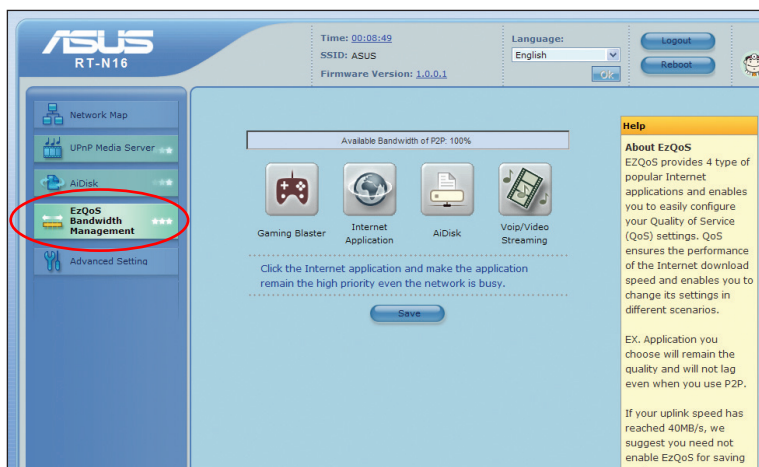 ASUS
RT-N16
Time: 00:08:49
SSID: ASUS
Firmware Version: 1.0.0.1
Language:
English
Ok
Logout
Reboot
Network Map
UPnP Media Server
AiDisk
EzQoS
Bandwidth
Management
Advanced Setting
Available Bandwidth of P2P: 100%
Gaming Blaster
Internet
Application
AiDisk
Voip/Video
Streaming
Click the Internet application and make the application
remain the high priority even the network is busy.
Save
Help
About EzQoS
EZQoS provides 4 type of
popular Internet
applications and enables
you to easily configure
your Quality of Service
(QoS) settings. QoS
ensures the performance
of the Internet download
speed and enables you to
change its settings in
different scenarios.
EX. Application you
choose will remain the
quality and will not lag
even when you use P2P.
If your uplink speed has
reached 40MB/s, we
suggest you need not
enable EzQoS for saving